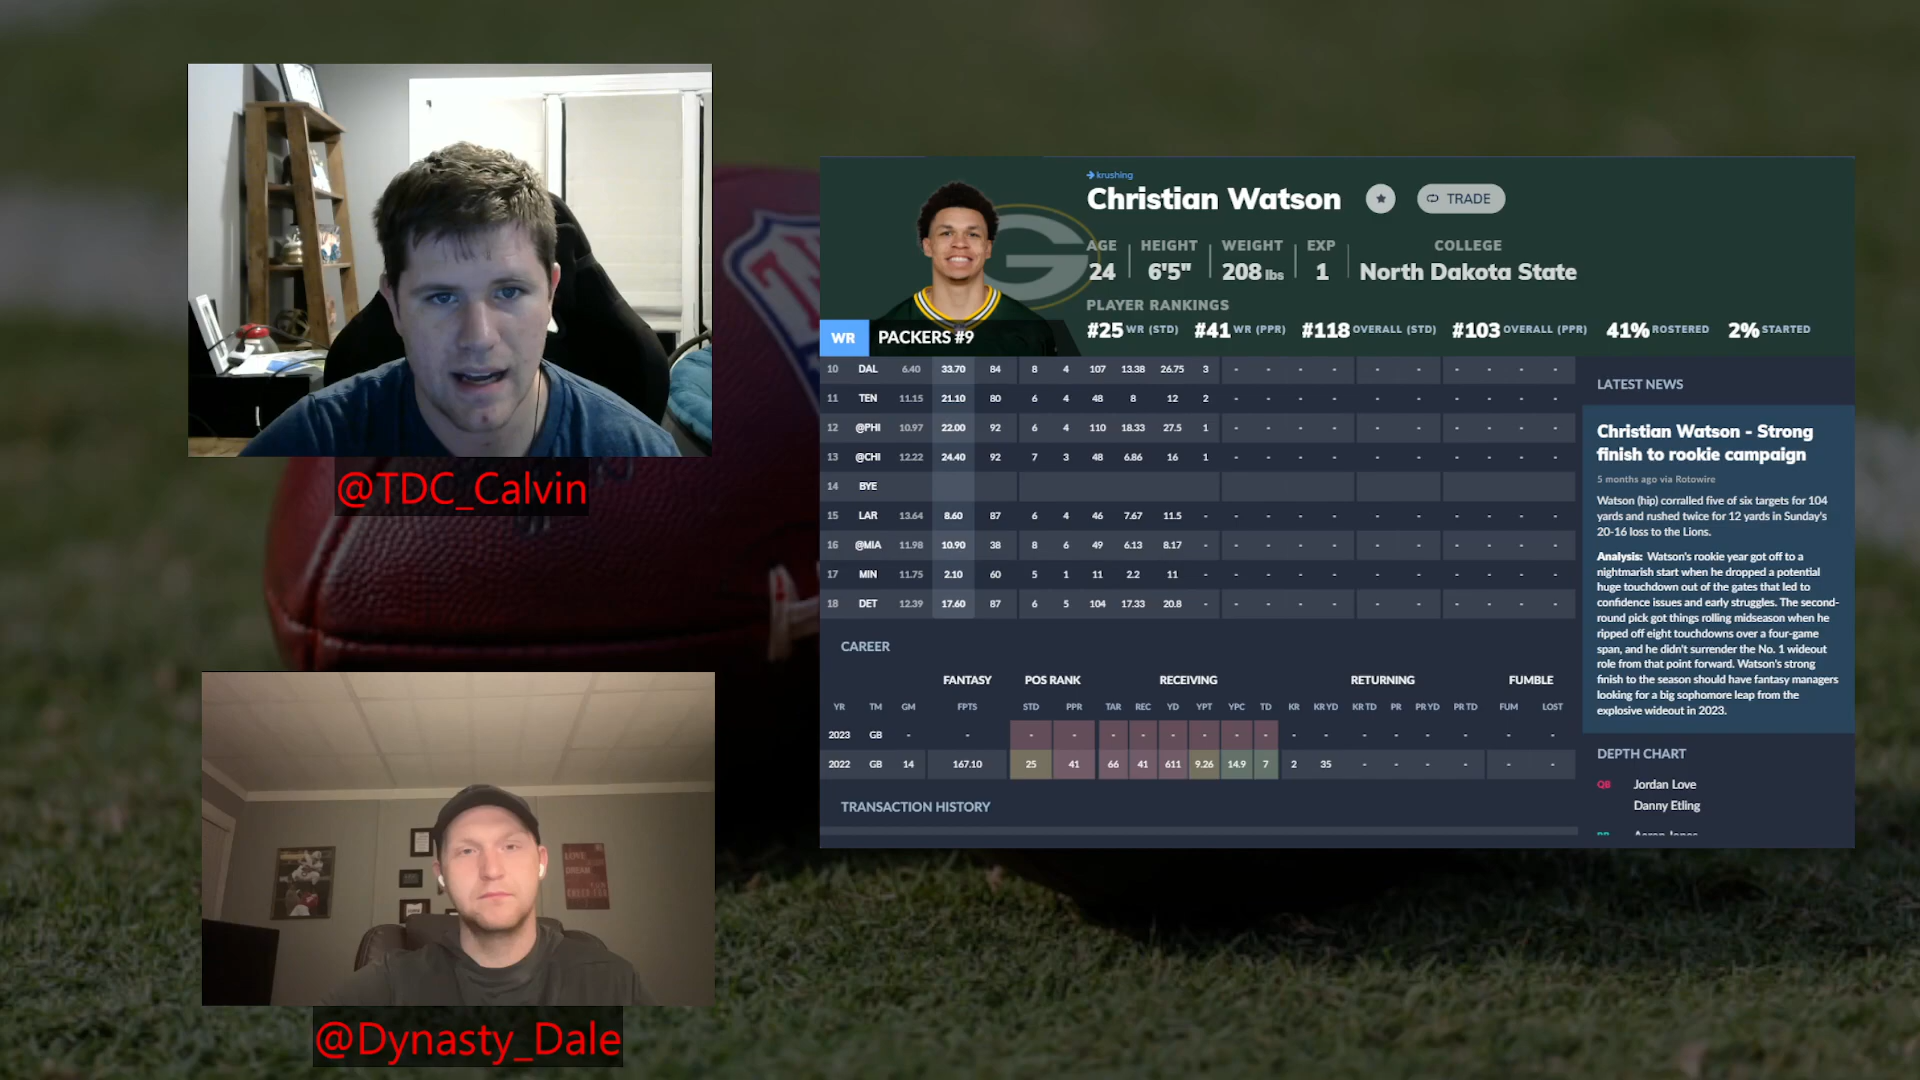 @TDC_Calvin
@Dynasty_Dale
krushing
Christian Watson
TRADE
AGE HEIGHT WEIGHT EXP COLLEGE
24 6'5" 208 lbs 1 North Dakota State
PLAYER RANKINGS
#25 WR (STD) #41 WR (PPR) #118 OVERALL (STD) #103 OVERALL (PPR) 41% ROSTERED 2% STARTED
WR PACKERS #9
10 DAL 6.40 33.70 84 8 4 107 13.38 26.75 3 - - - - - - - - - - -
11 TEN 11.15 21.10 80 6 4 48 8 12 2 - - - - - - - - - - -
12 @PHI 10.97 22.00 92 6 4 110 18.33 27.5 1 - - - - - - - - - - -
13 @CHI 12.22 24.40 92 7 3 48 6.86 16 1 - - - - - - - - - - -
14 BYE
15 LAR 13.64 8.60 87 6 4 46 7.67 11.5 - - - - - - - - - - - -
16 @MIA 11.98 10.90 38 8 6 49 6.13 8.17 - - - - - - - - - - - -
17 MIN 11.75 2.10 60 5 1 11 2.2 11 - - - - - - - - - - - -
18 DET 12.39 17.60 87 6 5 104 17.33 20.8 - - - - - - - - - - - -
CAREER
FANTASY POS RANK RECEIVING RETURNING FUMBLE
YR TM GM FPTS STD PPR TAR REC YD YPT YPC TD KR KR YD KR TD PR PR YD PR TD FUM LOST
2023 GB - - - - - - - - - - - - - - - - - -
2022 GB 14 167.10 25 41 66 41 611 9.26 14.9 7 2 35 - - - - - -
TRANSACTION HISTORY
LATEST NEWS
Christian Watson - Strong
finish to rookie campaign
5 months ago via Rotowire
Watson (hip) corralled five of six targets for 104
yards and rushed twice for 12 yards in Sunday's
20-16 loss to the Lions.
Analysis: Watson's rookie year got off to a
nightmarish start when he dropped a potential
huge touchdown out of the gates that led to
confidence issues and early struggles. The second-
round pick got things rolling midseason when he
ripped off eight touchdowns over a four-game
span, and he didn't surrender the No. 1 wideout
role from that point forward. Watson's strong
finish to the season should have fantasy managers
looking for a big sophomore leap from the
explosive wideout in 2023.
DEPTH CHART
QB Jordan Love
Danny Etling